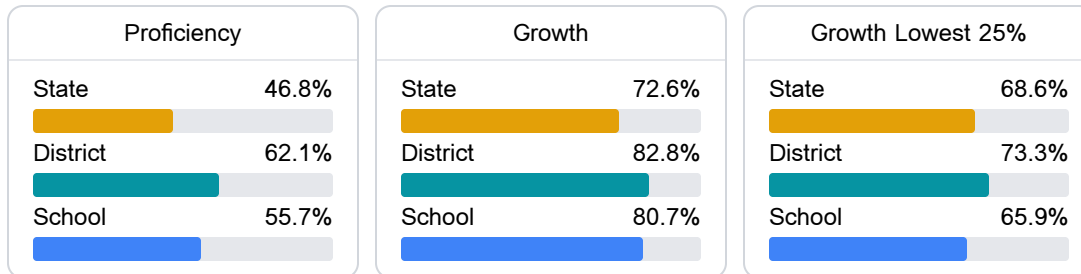 Proficiency
State 46.8%
District 62.1%
School 55.7%
Growth
State 72.6%
District 82.8%
School 80.7%
Growth Lowest 25%
State 68.6%
District 73.3%
School 65.9%